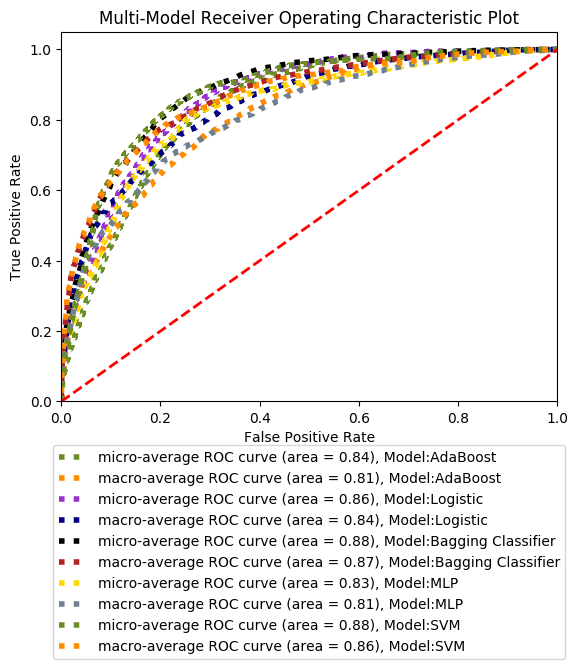 Multi-Model Receiver Operating Characteristic Plot
1.0
0.8
0.6
0.4
0.2
0.0
True Positive Rate
0.0 0.2 0.4 0.6 0.8 1.0
False Positive Rate
micro-average ROC curve (area = 0.84), Model:AdaBoost
macro-average ROC curve (area = 0.81), Model:AdaBoost
micro-average ROC curve (area = 0.86), Model:Logistic
macro-average ROC curve (area = 0.84), Model:Logistic
micro-average ROC curve (area = 0.88), Model:Bagging Classifier
macro-average ROC curve (area = 0.87), Model:Bagging Classifier
micro-average ROC curve (area = 0.83), Model:MLP
macro-average ROC curve (area = 0.81), Model:MLP
micro-average ROC curve (area = 0.88), Model:SVM
macro-average ROC curve (area = 0.86), Model:SVM